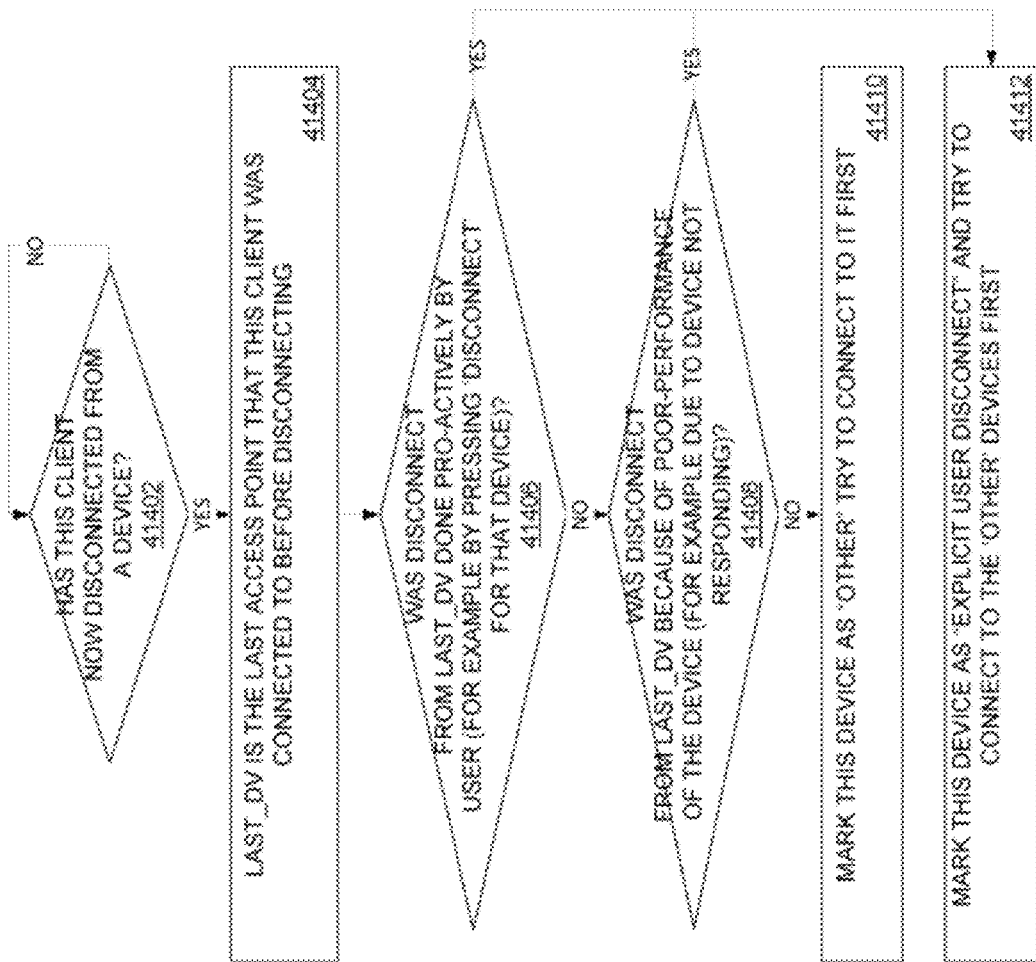 HAS THIS CLIENT
NOW DISCONNECTED FROM
A DEVICE?
41402
NO
YES
LAST_DV IS THE LAST ACCESS POINT THAT THIS CLIENT WAS
CONNECTED TO BEFORE DISCONNECTING
41404
WAS DISCONNECT
FROM LAST_DV DONE PRO-ACTIVELY BY
USER (FOR EXAMPLE BY PRESSING 'DISCONNECT'
FOR THAT DEVICE)?
41406
YES
NO
WAS DISCONNECT
FROM LAST_DV BECAUSE OF POOR-PERFORMANCE
OF THE DEVICE (FOR EXAMPLE DUE TO DEVICE NOT
RESPONDING)?
41408
YES
NO
MARK THIS DEVICE AS 'OTHER' TRY TO CONNECT TO IT FIRST
41410
MARK THIS DEVICE AS 'EXPLICIT USER DISCONNECT' AND TRY TO
CONNECT TO THE 'OTHER' DEVICES FIRST
41412